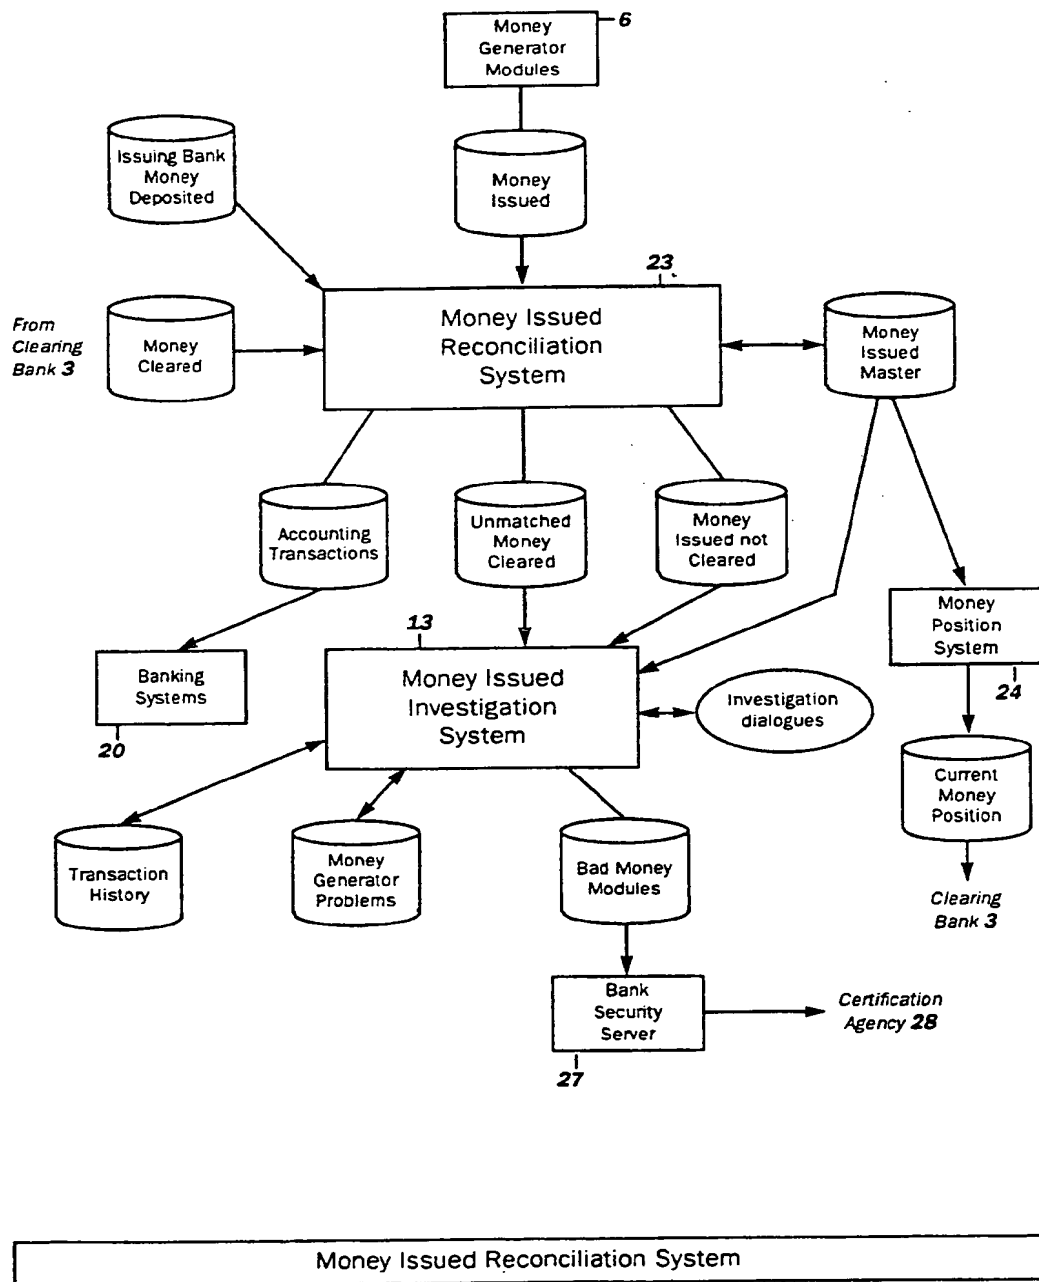 Money
Generator
Modules
6
Issuing Bank
Money
Deposited
Money
Issued
23
From
Clearing
Bank 3
Money
Cleared
Money Issued
Reconciliation
System
Money
Issued
Master
Accounting
Transactions
Unmatched
Money
Cleared
Money
Issued not
Cleared
13
Banking
Systems
20
Money Issued
Investigation
System
Investigation
dialogues
Money
Position
System
24
Transaction
History
Money
Generator
Problems
Bad Money
Modules
Current
Money
Position
Clearing
Bank 3
Bank
Security
Server
27
Certification
Agency 28
Money Issued Reconciliation System